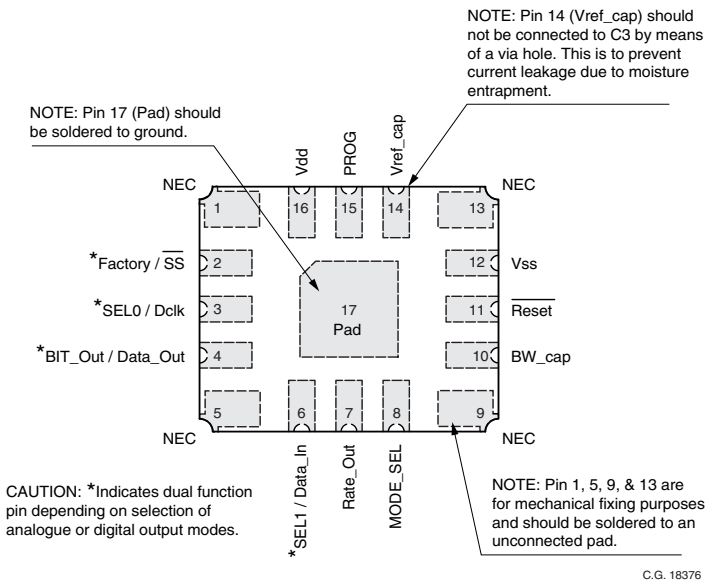 NOTE: Pin 14 (Vref_cap) should
not be connected to C3 by means
of a via hole. This is to prevent
current leakage due to moisture
entrapment.
NOTE: Pin 17 (Pad) should
be soldered to ground.
Vdd
PROG
Vref_cap
NEC
NEC
1
16
15
14
13
*Factory / SS
2
12
Vss
*SEL0 / Dclk
3
17
Pad
11
Reset
*BIT_Out / Data_Out
4
10
BW_cap
5
6
7
8
9
NEC
NEC
*SEL1 / Data_In
Rate_Out
MODE_SEL
CAUTION: *Indicates dual function
pin depending on selection of
analogue or digital output modes.
NOTE: Pin 1, 5, 9, & 13 are
for mechanical fixing purposes
and should be soldered to an
unconnected pad.
C.G. 18376